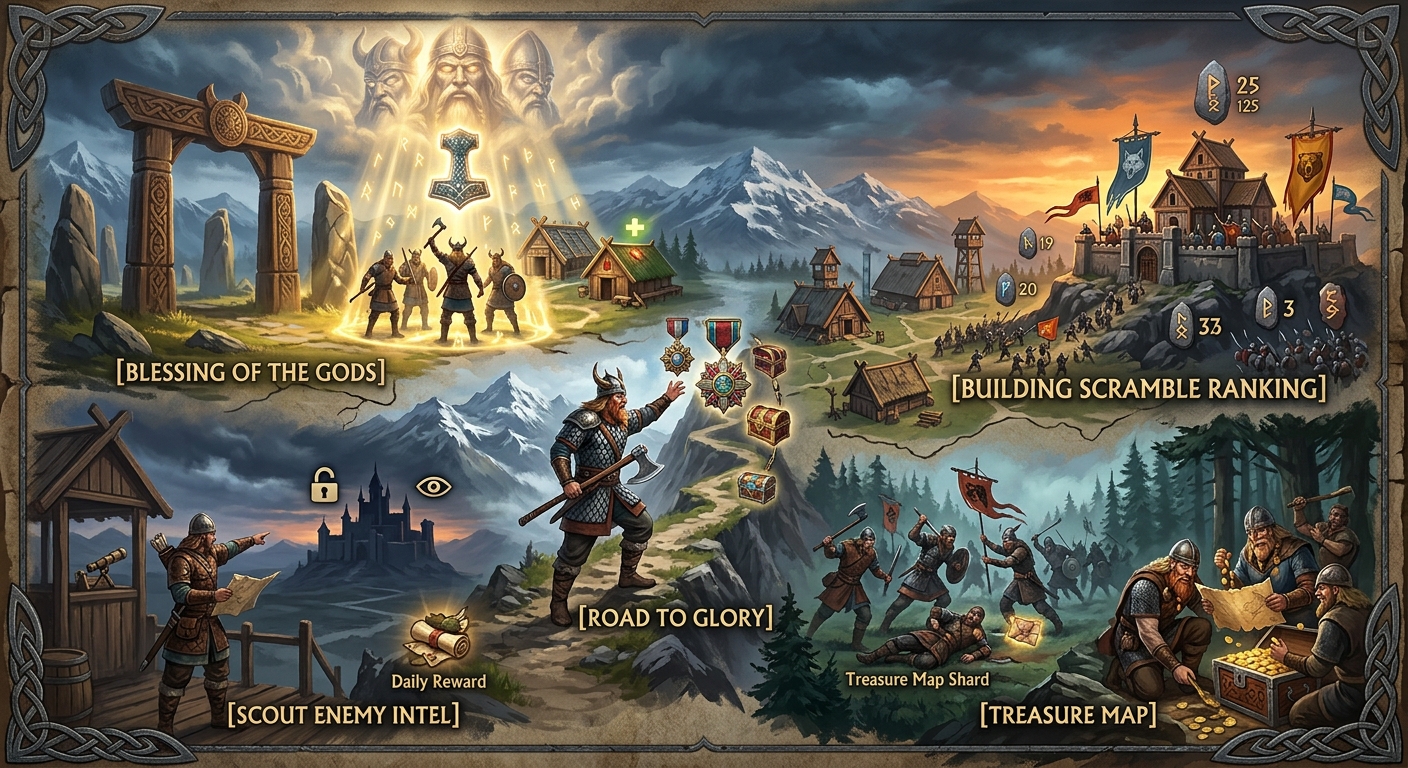 25
125
19
20
33
3
[BLESSING OF THE GODS]
[BUILDING SCRAMBLE RANKING]
[ROAD TO GLORY]
Daily Reward
[SCOUT ENEMY INTEL]
Treasure Map Shard
[TREASURE MAP]